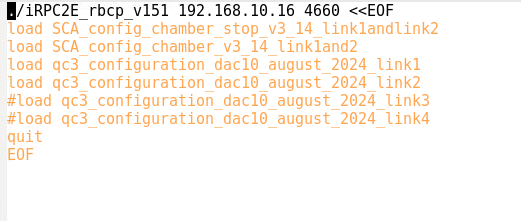 ./iRPC2E_rbcp_v151 192.168.10.16 4660 <<EOF
load SCA_config_chamber_stop_v3_14_link1andlink2
load SCA_config_chamber_v_3_14_link1and2
load qc3_configuration_dac10_august_2024_link1
load qc3_configuration_dac10_august_2024_link2
#load qc3_configuration_dac10_august_2024_link3
#load qc3_configuration_dac10_august_2024_link4
quit
EOF